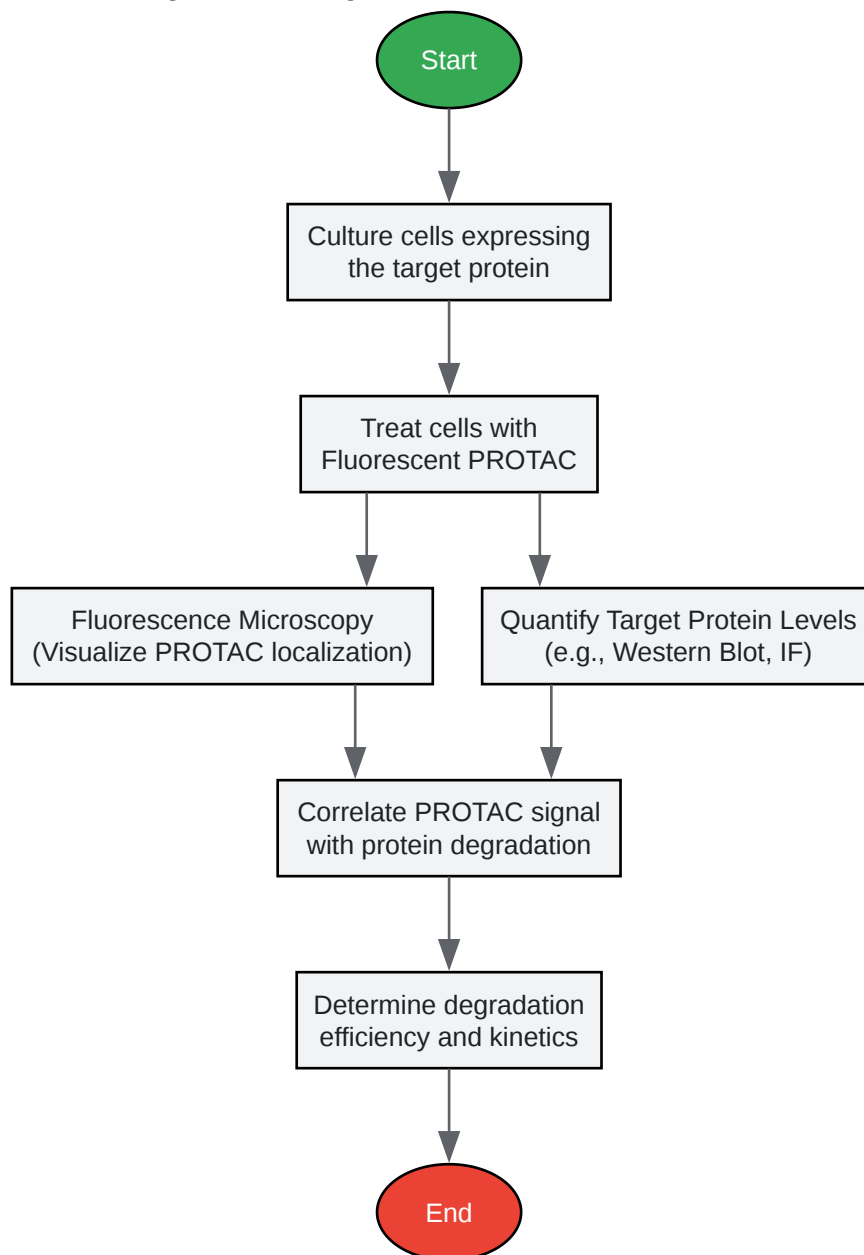 Start
Culture cells expressing
the target protein
Treat cells with
Fluorescent PROTAC
Fluorescence Microscopy
(Visualize PROTAC localization)
Quantify Target Protein Levels
(e.g., Western Blot, IF)
Correlate PROTAC signal
with protein degradation
Determine degradation
efficiency and kinetics
End